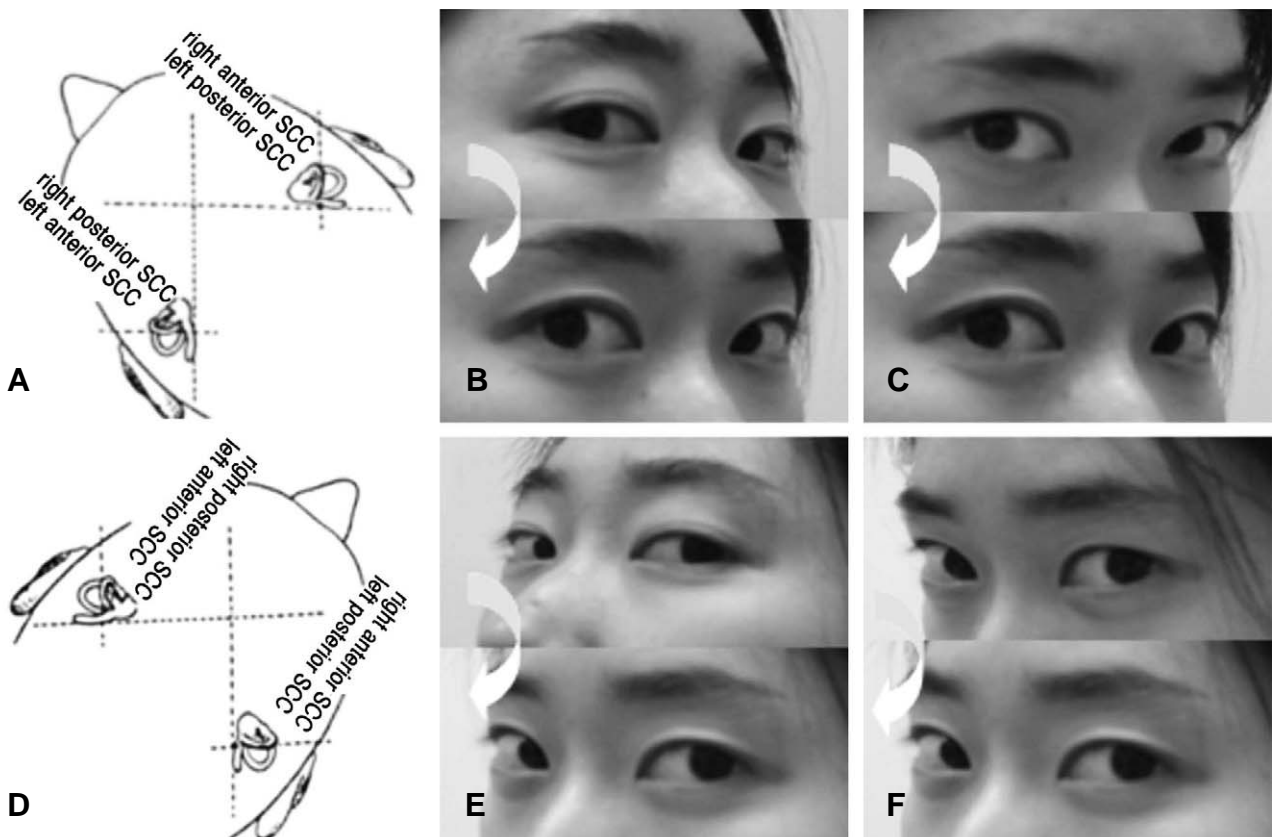 right anterior SCC
left posterior SCC
right posterior SCC
left anterior SCC
A
B
C
right posterior SCC
left anterior SCC
right anterior SCC
left posterior SCC
D
E
F